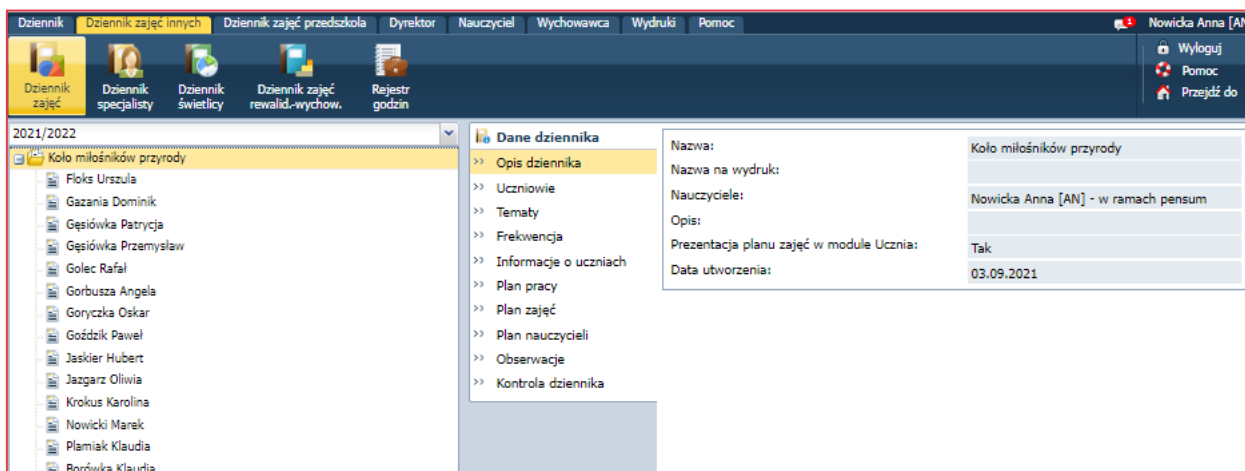 Dziennik Dziennik zajęć innych Dziennik zajęć przedszkola Dyrektor Nauczyciel Wychowawca Wydruki Pomoc 1 Nowicka Anna [AN
Dziennik zajęć
Dziennik specjalisty
Dziennik świetlicy
Dziennik zajęć rewalid.-wychow.
Rejestr godzin
Wyloguj
Pomoc
Przejdź do
2021/2022
Koło miłośników przyrody
Floks Urszula
Gazania Dominik
Gęsiówka Patrycja
Gęsiówka Przemysław
Golec Rafał
Gorbusza Angela
Goryczka Oskar
Goździk Paweł
Jaskier Hubert
Jazgarz Oliwia
Krokus Karolina
Nowicki Marek
Plamiak Klaudia
Borówka Klaudia
Dane dziennika
>> Opis dziennika
>> Uczniowie
>> Tematy
>> Frekwencja
>> Informacje o uczniach
>> Plan pracy
>> Plan zajęć
>> Plan nauczycieli
>> Obserwacje
>> Kontrola dziennika
Nazwa: Koło miłośników przyrody
Nazwa na wydruk:
Nauczyciele: Nowicka Anna [AN] - w ramach pensum
Opis:
Prezentacja planu zajęć w module Ucznia: Tak
Data utworzenia: 03.09.2021